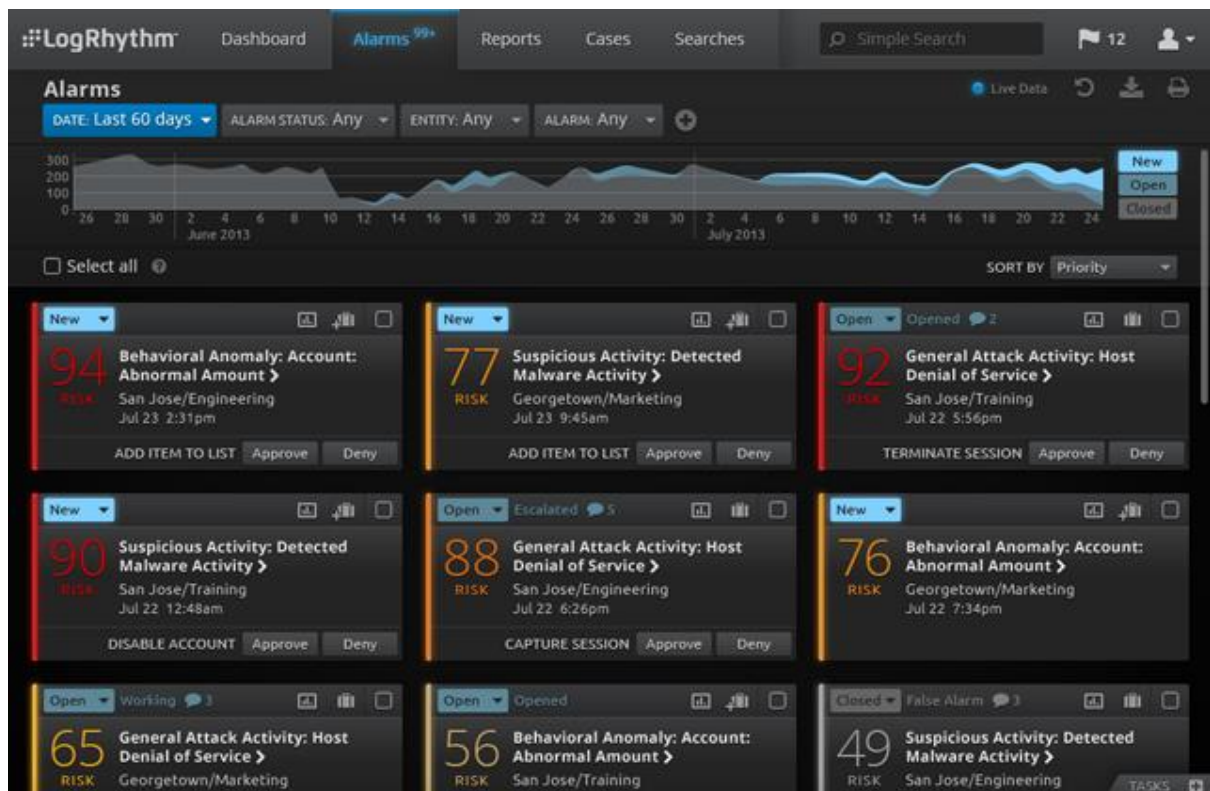 LogRhythm Dashboard Alarms 99+ Reports Cases Searches Simple Search 12
Alarms Live Data
DATE: Last 60 days ALARM STATUS: Any ENTITY: Any ALARM: Any
300 New
200 Open
100 Closed
0
26 28 30 2 4 6 8 10 12 14 16 18 20 22 24 26 28 30 2 4 6 8 10 12 14 16 18 20 22 24
June 2013 July 2013
Select all SORT BY Priority
New
94 RISK
Behavioral Anomaly: Account:
Abnormal Amount
San Jose/Engineering
Jul 23 2:31pm
ADD ITEM TO LIST Approve Deny
New
77 RISK
Suspicious Activity: Detected
Malware Activity
Georgetown/Marketing
Jul 23 9:45am
ADD ITEM TO LIST Approve Deny
Open Opened 2
92 RISK
General Attack Activity: Host
Denial of Service
San Jose/Training
Jul 22 5:56pm
TERMINATE SESSION Approve Deny
New
90 RISK
Suspicious Activity: Detected
Malware Activity
San Jose/Training
Jul 22 12:48am
DISABLE ACCOUNT Approve Deny
Open Escalated 5
88 RISK
General Attack Activity: Host
Denial of Service
San Jose/Engineering
Jul 22 6:26pm
CAPTURE SESSION Approve Deny
New
76 RISK
Behavioral Anomaly: Account:
Abnormal Amount
Georgetown/Marketing
Jul 22 7:34pm
Open Working 3
65 RISK
General Attack Activity: Host
Denial of Service
Georgetown/Marketing
Open Opened
56 RISK
Behavioral Anomaly: Account:
Abnormal Amount
San Jose/Training
Closed False Alarm 3
49 RISK
Suspicious Activity: Detected
Malware Activity
San Jose/Engineering
TASKS